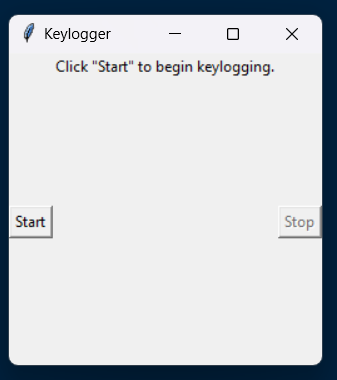 Keylogger
Click "Start" to begin keylogging.
Start
Stop